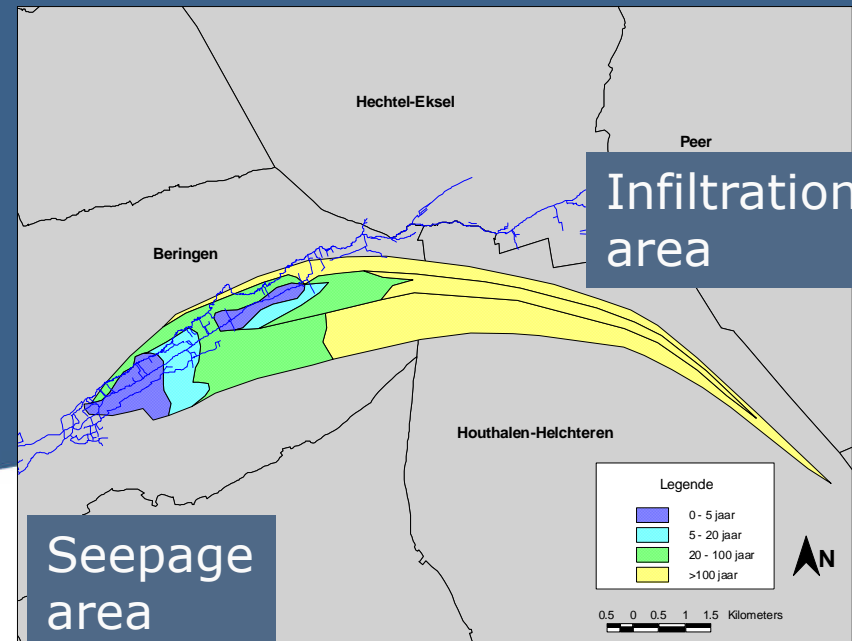 Hechtel-Eksel
Peer
Infiltration
area
Beringen
Houthalen-Helchteren
Legende
0 - 5 jaar
5 - 20 jaar
20 - 100 jaar
>100 jaar
N
Seepage
area
0.5 0 0.5 1 1.5 Kilometers